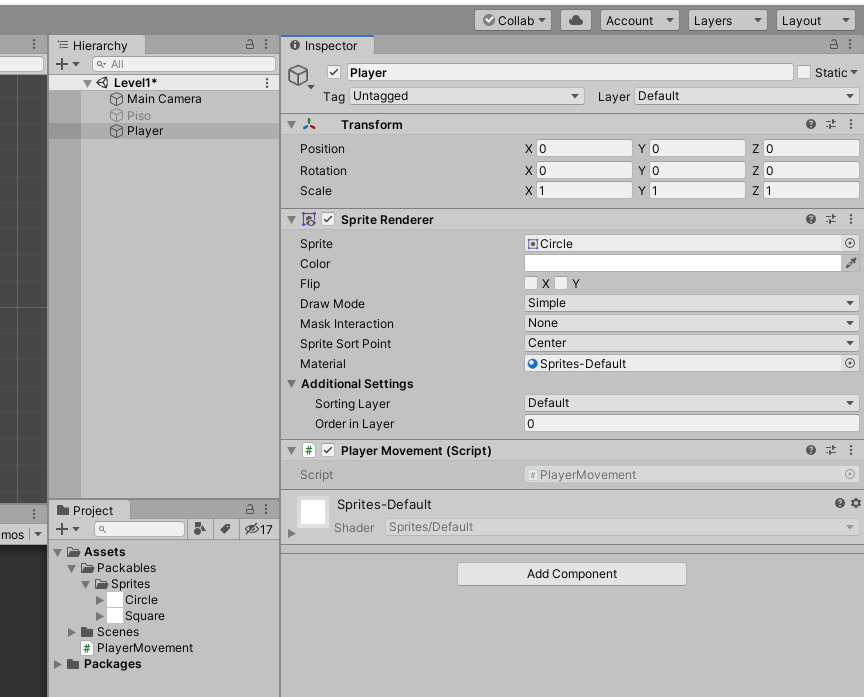 Collab
Account
Layers
Layout
Hierarchy
All
Level1*
Main Camera
Piso
Player
Inspector
Player
Static
Tag Untagged Layer Default
Transform
Position X 0 Y 0 Z 0
Rotation X 0 Y 0 Z 0
Scale X 1 Y 1 Z 1
Sprite Renderer
Sprite Circle
Color
Flip X Y
Draw Mode Simple
Mask Interaction None
Sprite Sort Point Center
Material Sprites-Default
Additional Settings
Sorting Layer Default
Order in Layer 0
# Player Movement (Script)
Script # PlayerMovement
Sprites-Default
Shader Sprites/Default
Add Component
mos
Project
17
Assets
Packables
Sprites
Circle
Square
Scenes
# PlayerMovement
Packages